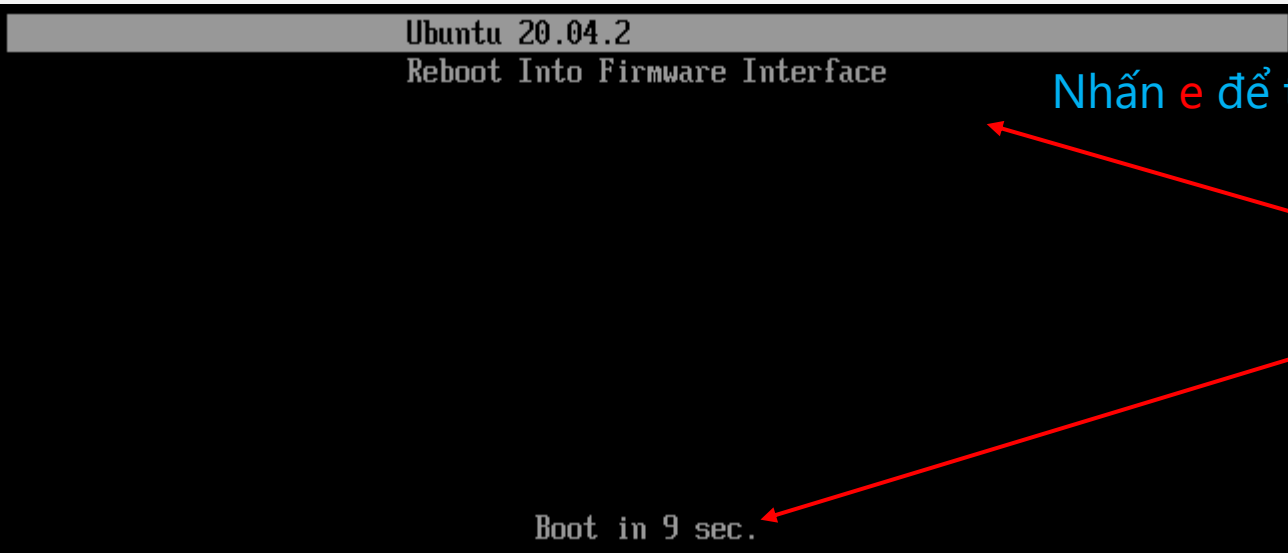 Ubuntu 20.04.2
Reboot Into Firmware Interface
Nhấn e để
Boot in 9 sec.